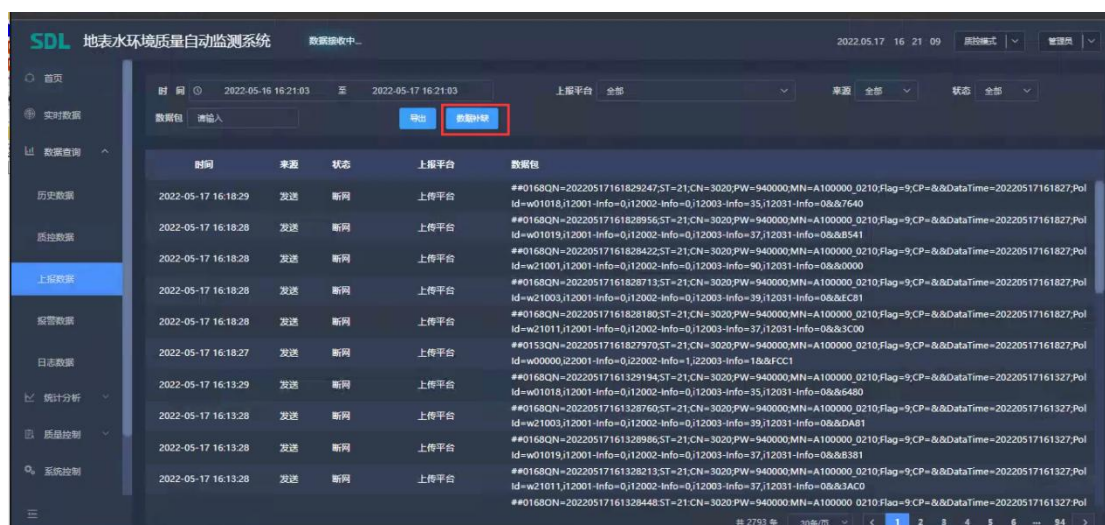 SDL 地表水环境质量自动监测系统 数据接收中... 2022.05.17 16 21 09 质控模式 管理员
首页
实时数据
数据查询
历史数据
质控数据
上报数据
报警数据
日志数据
统计分析
质量控制
系统控制
时 间 2022-05-16 16:21:03 至 2022-05-17 16:21:03 上报平台 全部 来源 全部 状态 全部
数据包 请输入 导出 数据补缺
时间 来源 状态 上报平台 数据包
2022-05-17 16:18:29 发送 断网 上传平台 ##0168QN=20220517161829247;ST=21;CN=3020;PW=940000;MN=A100000_0210;Flag=9;CP=&&DataTime=20220517161827;Pol
Id=w01018,i12001-Info=0,i12002-Info=0,i12003-Info=35,i12031-Info=0&&7640
2022-05-17 16:18:28 发送 断网 上传平台 ##0168QN=20220517161828956;ST=21;CN=3020;PW=940000;MN=A100000_0210;Flag=9;CP=&&DataTime=20220517161827;Pol
Id=w01019,i12001-Info=0,i12002-Info=0,i12003-Info=37,i12031-Info=0&&B541
2022-05-17 16:18:28 发送 断网 上传平台 ##0168QN=20220517161828422;ST=21;CN=3020;PW=940000;MN=A100000_0210;Flag=9;CP=&&DataTime=20220517161827;Pol
Id=w21001,i12001-Info=0,i12002-Info=0,i12003-Info=90,i12031-Info=0&&0000
2022-05-17 16:18:28 发送 断网 上传平台 ##0168QN=20220517161828713;ST=21;CN=3020;PW=940000;MN=A100000_0210;Flag=9;CP=&&DataTime=20220517161827;Pol
Id=w21003,i12001-Info=0,i12002-Info=0,i12003-Info=39,i12031-Info=0&&EC81
2022-05-17 16:18:28 发送 断网 上传平台 ##0168QN=20220517161828180;ST=21;CN=3020;PW=940000;MN=A100000_0210;Flag=9;CP=&&DataTime=20220517161827;Pol
Id=w21011,i12001-Info=0,i12002-Info=0,i12003-Info=37,i12031-Info=0&&3C00
2022-05-17 16:18:27 发送 断网 上传平台 ##0153QN=20220517161827970;ST=21;CN=3020;PW=940000;MN=A100000_0210;Flag=9;CP=&&DataTime=20220517161827;Pol
Id=w00000,i22001-Info=0,i22002-Info=1,i22003-Info=1&&FCC1
2022-05-17 16:13:29 发送 断网 上传平台 ##0168QN=20220517161329194;ST=21;CN=3020;PW=940000;MN=A100000_0210;Flag=9;CP=&&DataTime=20220517161327;Pol
Id=w01018,i12001-Info=0,i12002-Info=0,i12003-Info=35,i12031-Info=0&&6480
2022-05-17 16:13:28 发送 断网 上传平台 ##0168QN=20220517161328760;ST=21;CN=3020;PW=940000;MN=A100000_0210;Flag=9;CP=&&DataTime=20220517161327;Pol
Id=w21003,i12001-Info=0,i12002-Info=0,i12003-Info=39,i12031-Info=0&&DA81
2022-05-17 16:13:28 发送 断网 上传平台 ##0168QN=20220517161328986;ST=21;CN=3020;PW=940000;MN=A100000_0210;Flag=9;CP=&&DataTime=20220517161327;Pol
Id=w01019,i12001-Info=0,i12002-Info=0,i12003-Info=37,i12031-Info=0&&B381
2022-05-17 16:13:28 发送 断网 上传平台 ##0168QN=20220517161328213;ST=21;CN=3020;PW=940000;MN=A100000_0210;Flag=9;CP=&&DataTime=20220517161327;Pol
Id=w21011,i12001-Info=0,i12002-Info=0,i12003-Info=37,i12031-Info=0&&3AC0
##0168QN=20220517161328448;ST=21;CN=3020;PW=940000;MN=A100000_0210;Flag=9;CP=&&DataTime=20220517161327;Pol
共 2793 条 30条/页 < 1 2 3 4 5 6 ... 94 >